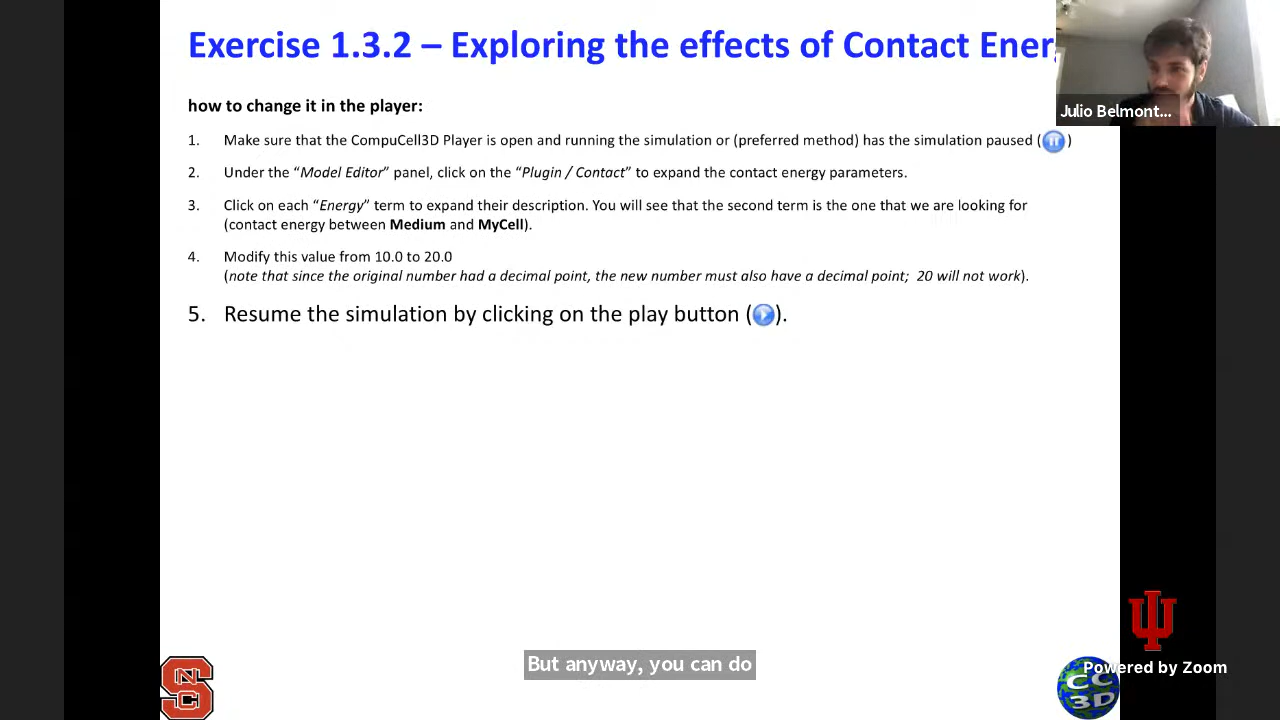 Exercise 1.3.2 – Exploring the effects of Contact Ener
Julio Belmont...
how to change it in the player:
1. Make sure that the CompuCell3D Player is open and running the simulation or (preferred method) has the simulation paused ( )
2. Under the “Model Editor” panel, click on the “Plugin / Contact” to expand the contact energy parameters.
3. Click on each “Energy” term to expand their description. You will see that the second term is the one that we are looking for
(contact energy between Medium and MyCell).
4. Modify this value from 10.0 to 20.0
(note that since the original number had a decimal point, the new number must also have a decimal point; 20 will not work).
5. Resume the simulation by clicking on the play button ( ).
But anyway, you can do
Powered by Zoom
NC
S
CC
3D